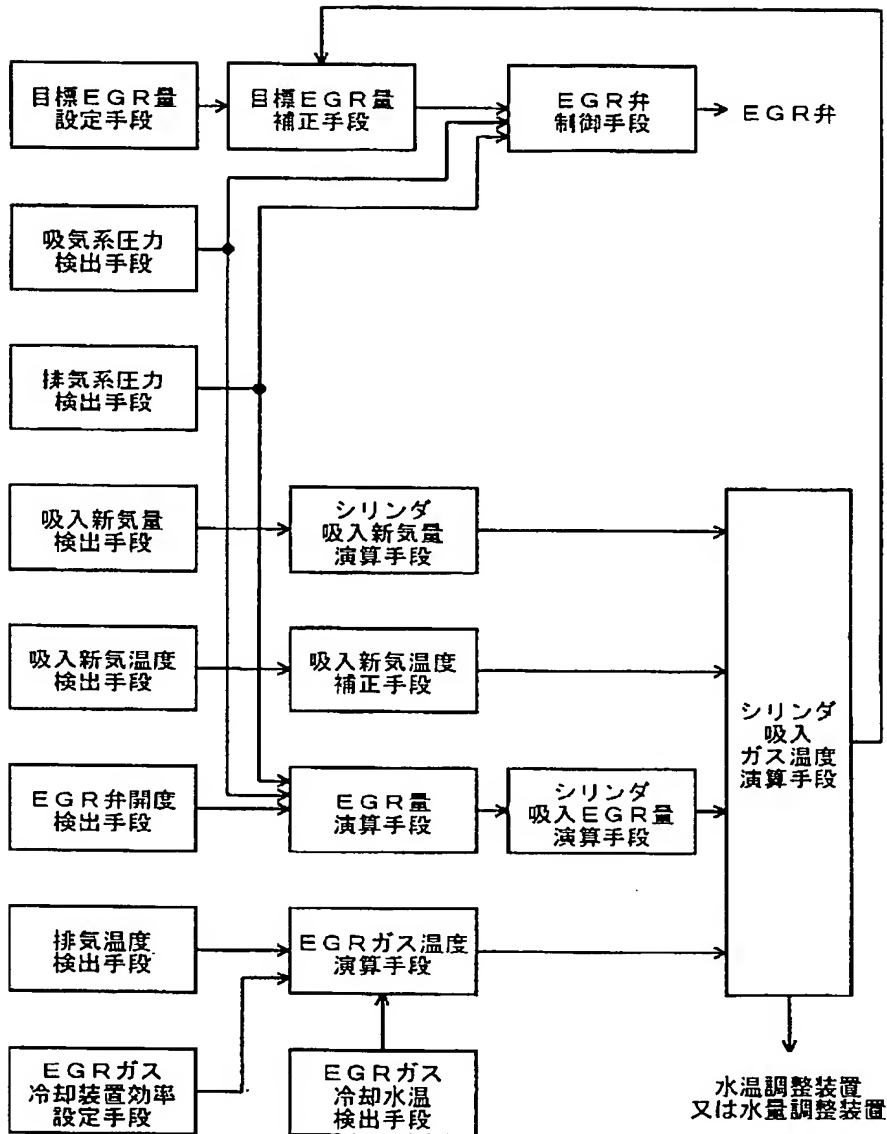 目標EGR量
設定手段
目標EGR量
補正手段
EGR弁
制御手段
EGR弁
吸気系圧力
検出手段
排気系圧力
検出手段
吸入新気量
検出手段
シリンダ
吸入新気量
演算手段
吸入新気温度
検出手段
吸入新気温度
補正手段
シリンダ
吸入
ガス温度
演算手段
EGR弁開度
検出手段
EGR量
演算手段
シリンダ
吸入EGR量
演算手段
排気温度
検出手段
EGRガス温度
演算手段
EGRガス
冷却装置効率
設定手段
EGRガス
冷却水温
検出手段
水温調整装置
又は水量調整装置